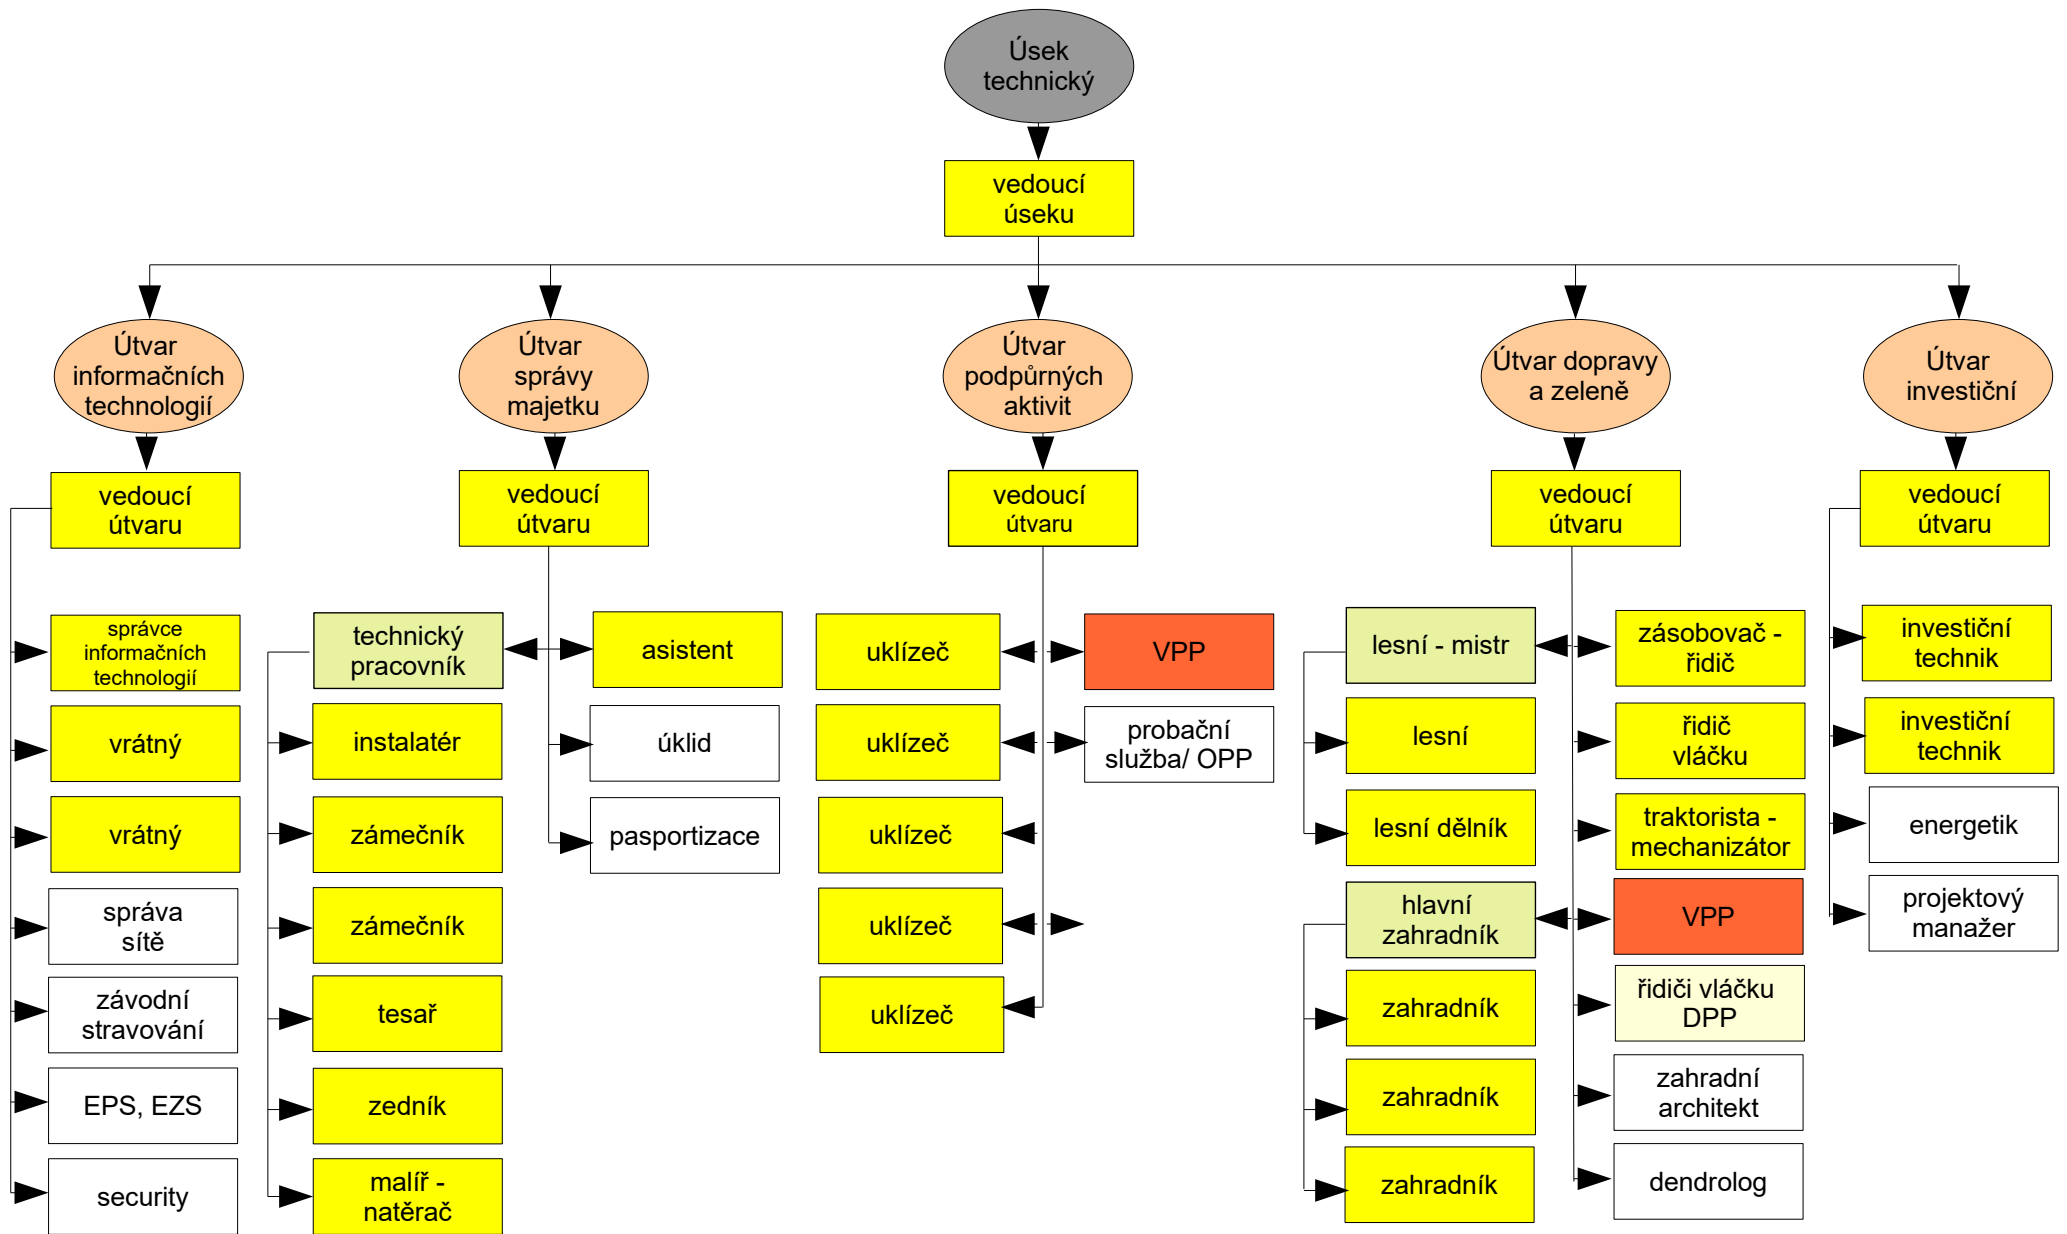 Úsek
technický
vedoucí
úseku
Útvar
informačních
technologií
Útvar
správy
majetku
Útvar
podpůrných
aktivit
Útvar dopravy
a zeleně
Útvar
investiční
vedoucí
útvaru
vedoucí
útvaru
vedoucí
útvaru
vedoucí
útvaru
vedoucí
útvaru
správce
informačních
technologií
vrátný
vrátný
správa
sítě
závodní
stravování
EPS, EZS
security
technický
pracovník
instalatér
zámečník
zámečník
tesař
zedník
malíř -
natěrač
asistent
úklid
pasportizace
uklízeč
uklízeč
uklízeč
uklízeč
uklízeč
VPP
probační
služba/ OPP
lesní - mistr
lesní
lesní dělník
hlavní
zahradník
zahradník
zahradník
zahradník
zásobovač -
řidič
řidič
vláčku
traktorista -
mechanizátor
VPP
řidiči vláčku
DPP
zahradní
architekt
dendrolog
investiční
technik
investiční
technik
energetik
projektový
manažer